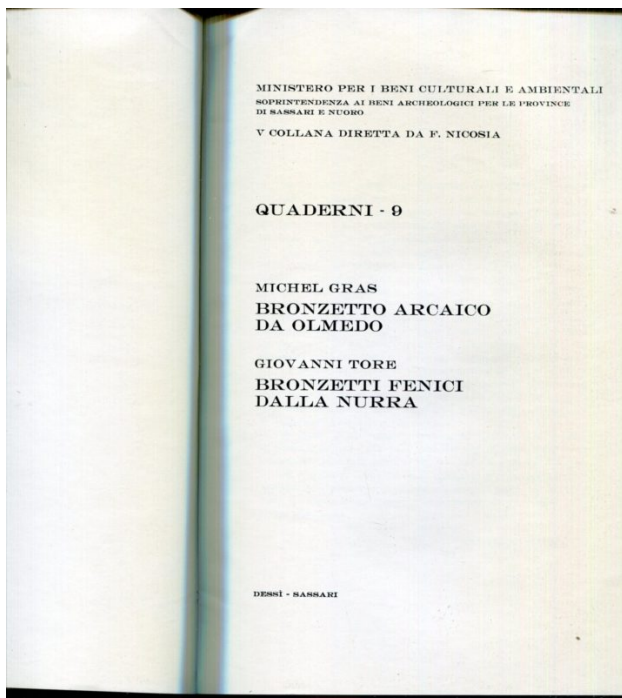 MINISTERO PER I BENI CULTURALI E AMBIENTALI
SOPRINTENDENZA AI BENI ARCHEOLOGICI PER LE PROVINCE
DI SASSARI E NUORO
V COLLANA DIRETTA DA F. NICOSIA
QUADERNI - 9
MICHEL GRAS
BRONZETTO ARCAICO
DA OLMEDO
GIOVANNI TORE
BRONZETTI FENICI
DALLA NURRA
DESSÌ - SASSARI